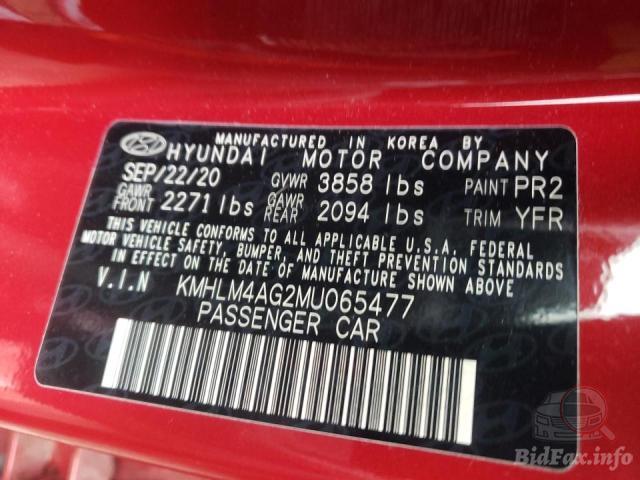 MANUFACTURED IN KOREA BY
HYUNDAI MOTOR COMPANY
SEP/22/20 GVWR 3858 lbs PAINT PR2
GAWR FRONT 2271 lbs GAWR REAR 2094 lbs TRIM YFR
THIS VEHICLE CONFORMS TO ALL APPLICABLE U.S.A. FEDERAL
MOTOR VEHICLE SAFETY, BUMPER, AND THEFT PREVENTION STANDARDS
IN EFFECT ON THE DATE OF MANUFACTURE SHOWN ABOVE.
V.I.N KMHLM4AG2MU065477
PASSENGER CAR
BidFax.info